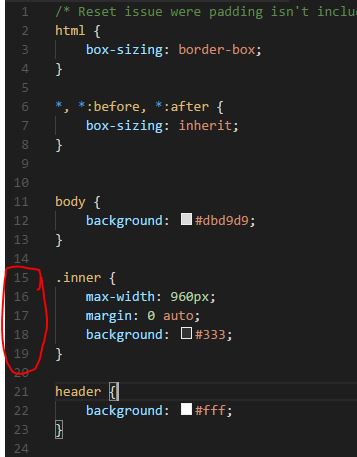 1 /* Reset issue were padding isn't inclu
2 html {
3 box-sizing: border-box;
4 }
5
6 *, *:before, *:after {
7 box-sizing: inherit;
8 }
9
10
11 body {
12 background: #dbd9d9;
13 }
14
15 .inner {
16 max-width: 960px;
17 margin: 0 auto;
18 background: #333;
19 }
20
21 header {
22 background: #fff;
23 }
24